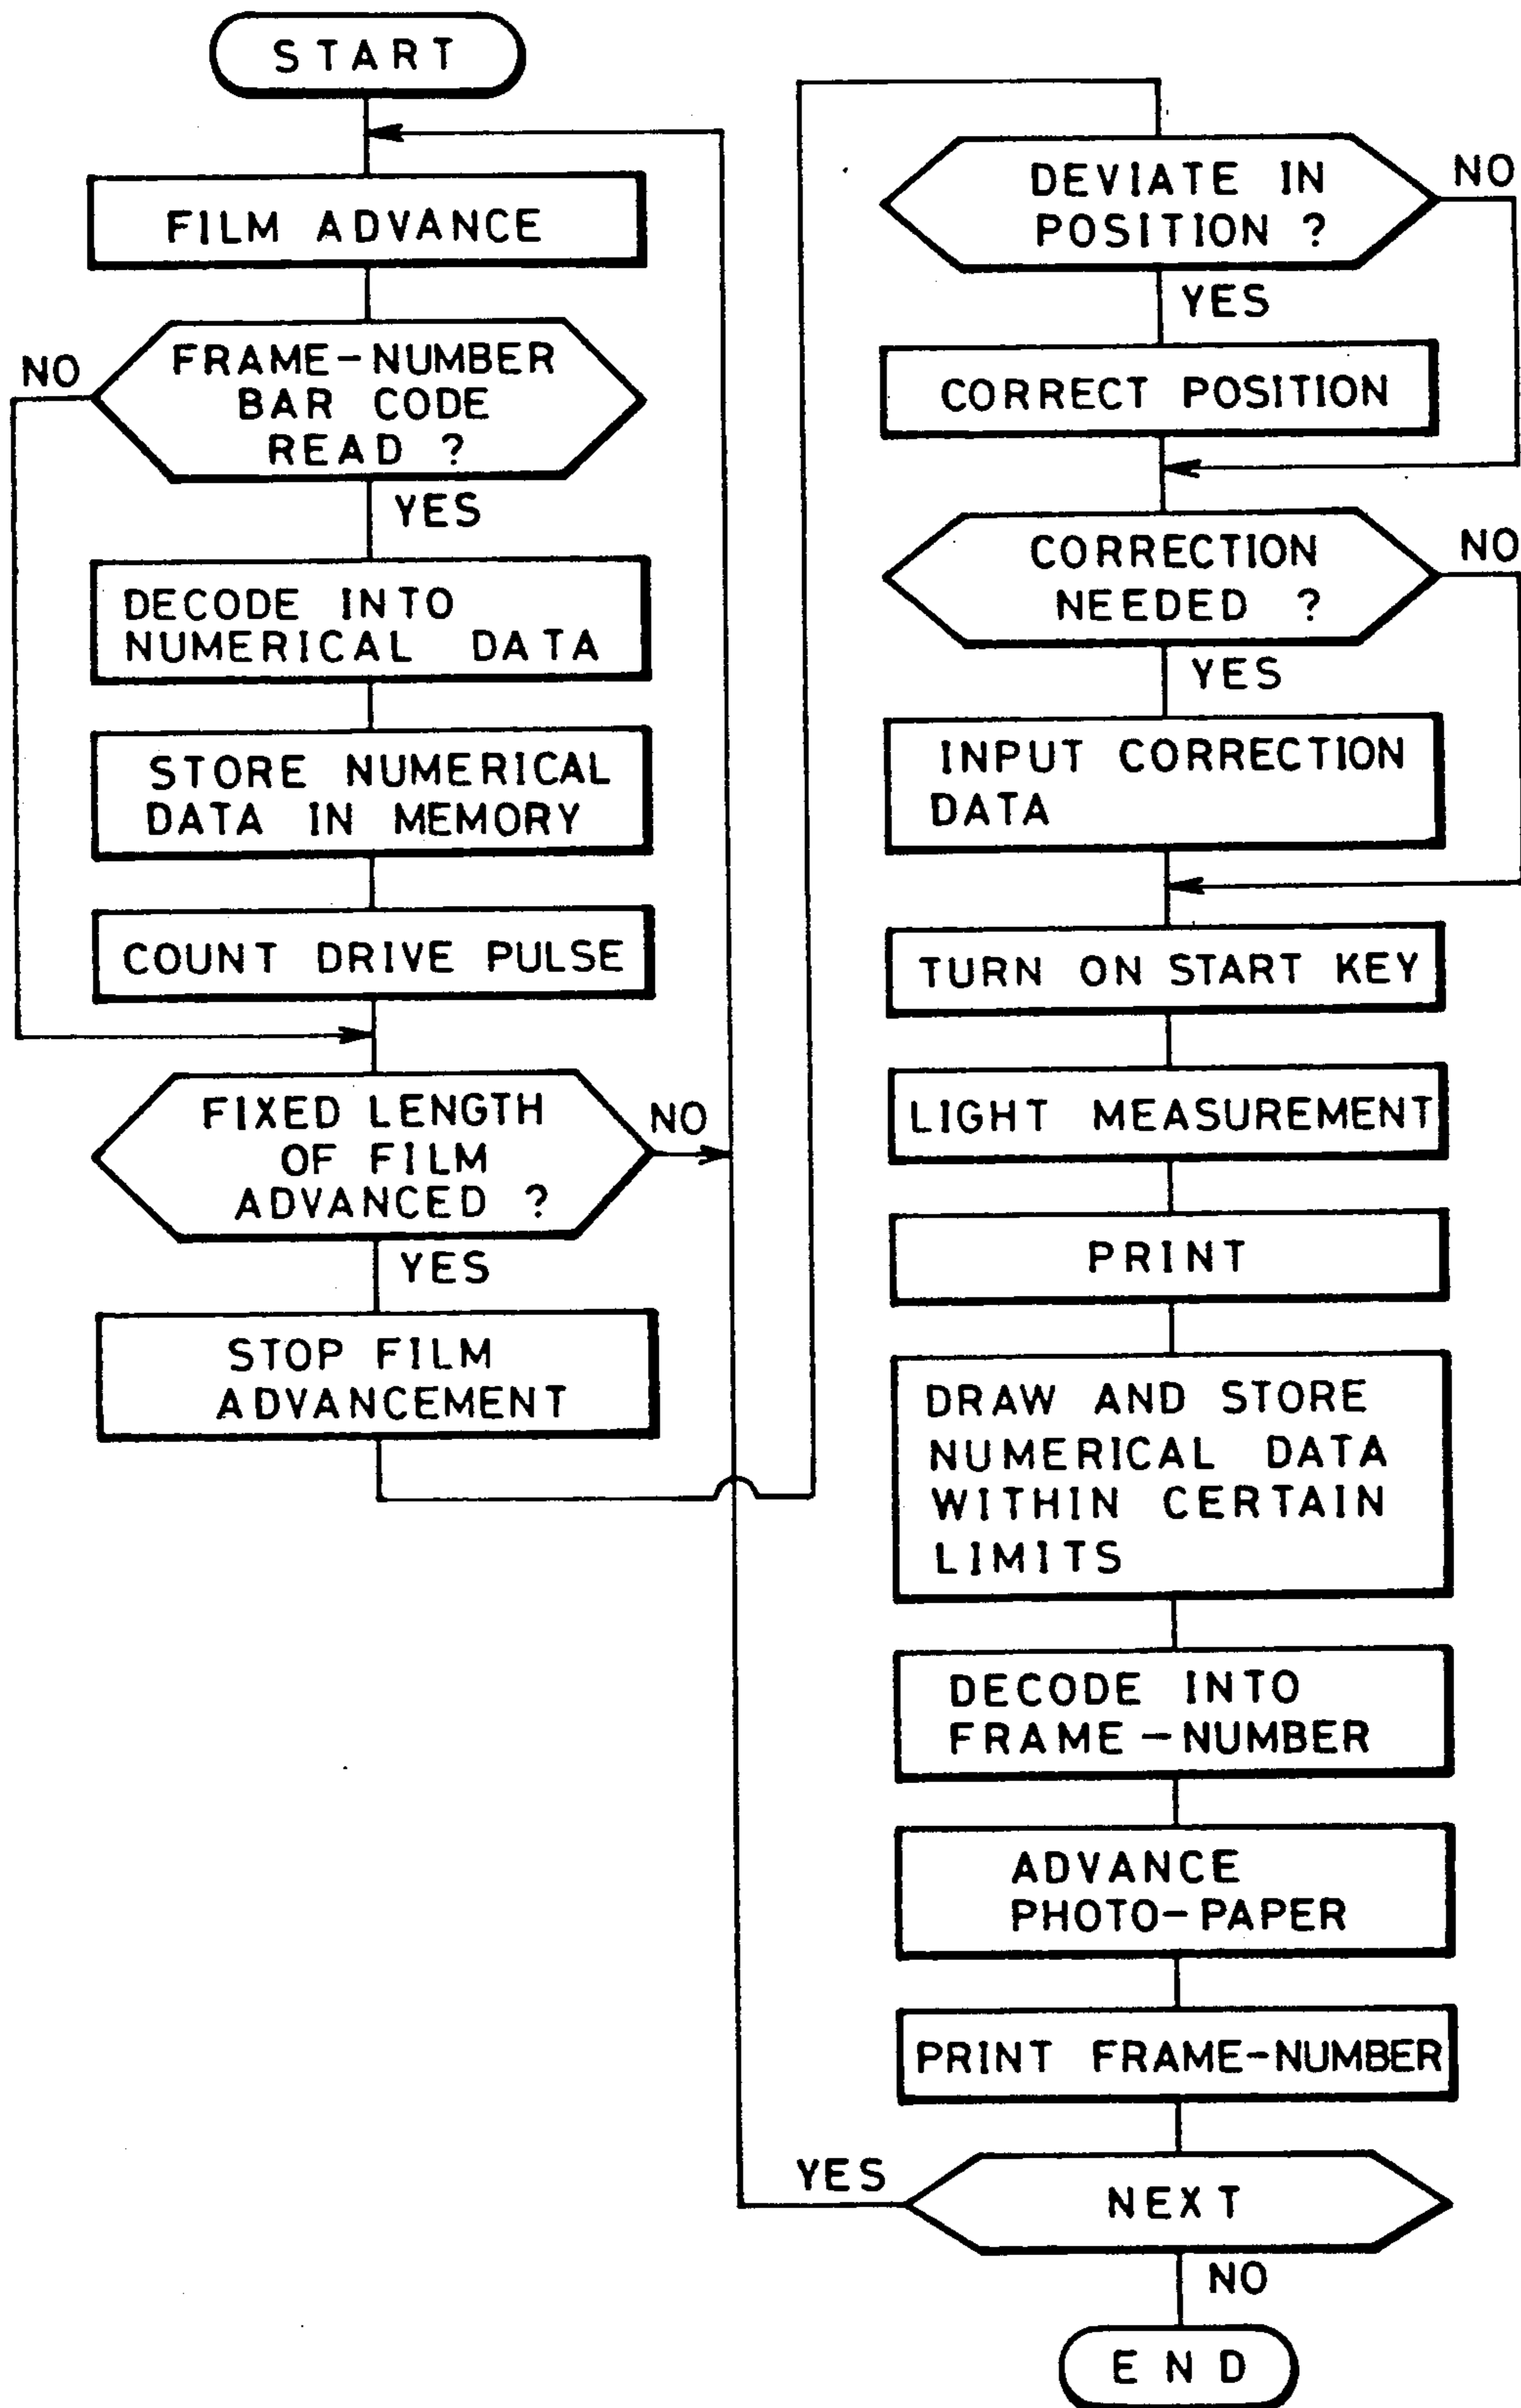 START
FILM ADVANCE
FRAME-NUMBER
BAR CODE
READ ?
NO
YES
DECODE INTO
NUMERICAL DATA
STORE NUMERICAL
DATA IN MEMORY
COUNT DRIVE PULSE
FIXED LENGTH
OF FILM
ADVANCED ?
NO
YES
STOP FILM
ADVANCEMENT
DEVIATE IN
POSITION ?
NO
YES
CORRECT POSITION
CORRECTION
NEEDED ?
NO
YES
INPUT CORRECTION
DATA
TURN ON START KEY
LIGHT MEASUREMENT
PRINT
DRAW AND STORE
NUMERICAL DATA
WITHIN CERTAIN
LIMITS
DECODE INTO
FRAME-NUMBER
ADVANCE
PHOTO-PAPER
PRINT FRAME-NUMBER
YES
NEXT
NO
END